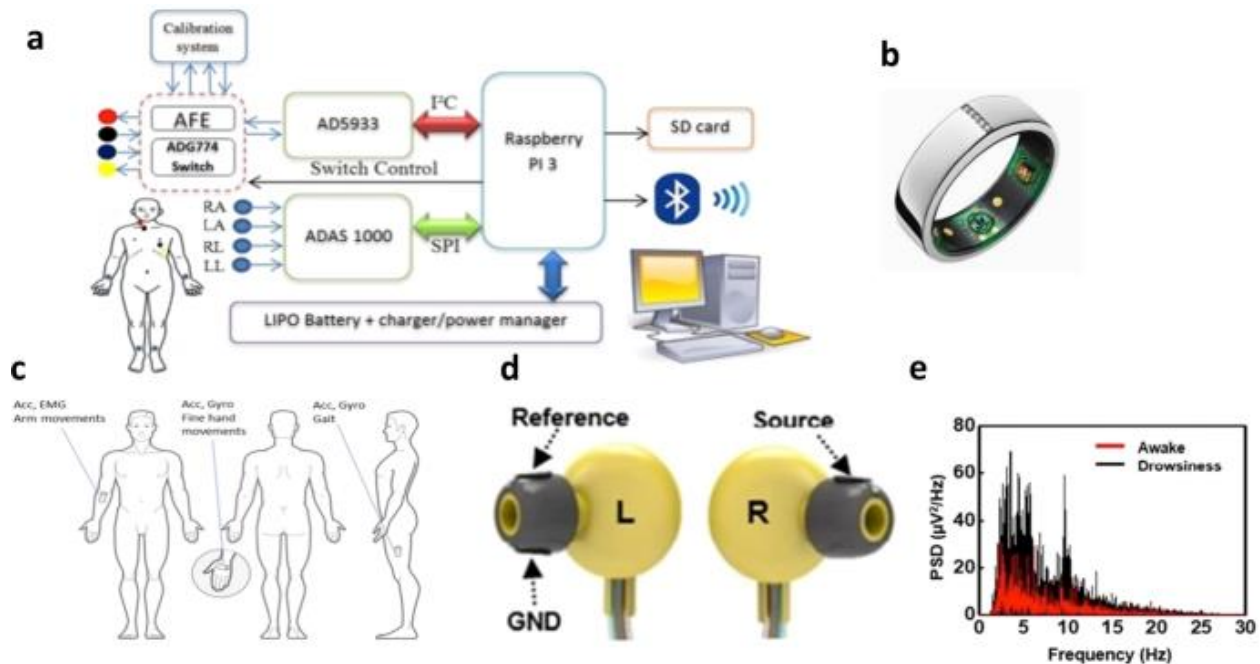 a
Calibration
system
AFE
ADG774
Switch
AD5933
I²C
Raspberry
PI 3
SD card
Switch Control
RA
LA
RL
LL
ADAS 1000
SPI
LIPO Battery + charger/power manager
b
c
Acc, EMG
Arm movements
Acc, Gyro
Fine hand
movements
Acc, Gyro
Gait
d
Reference
Source
L
R
GND
e
80
60
40
20
0
PSD (µV²/Hz)
Awake
Drowsiness
0 5 10 15 20 25 30
Frequency (Hz)